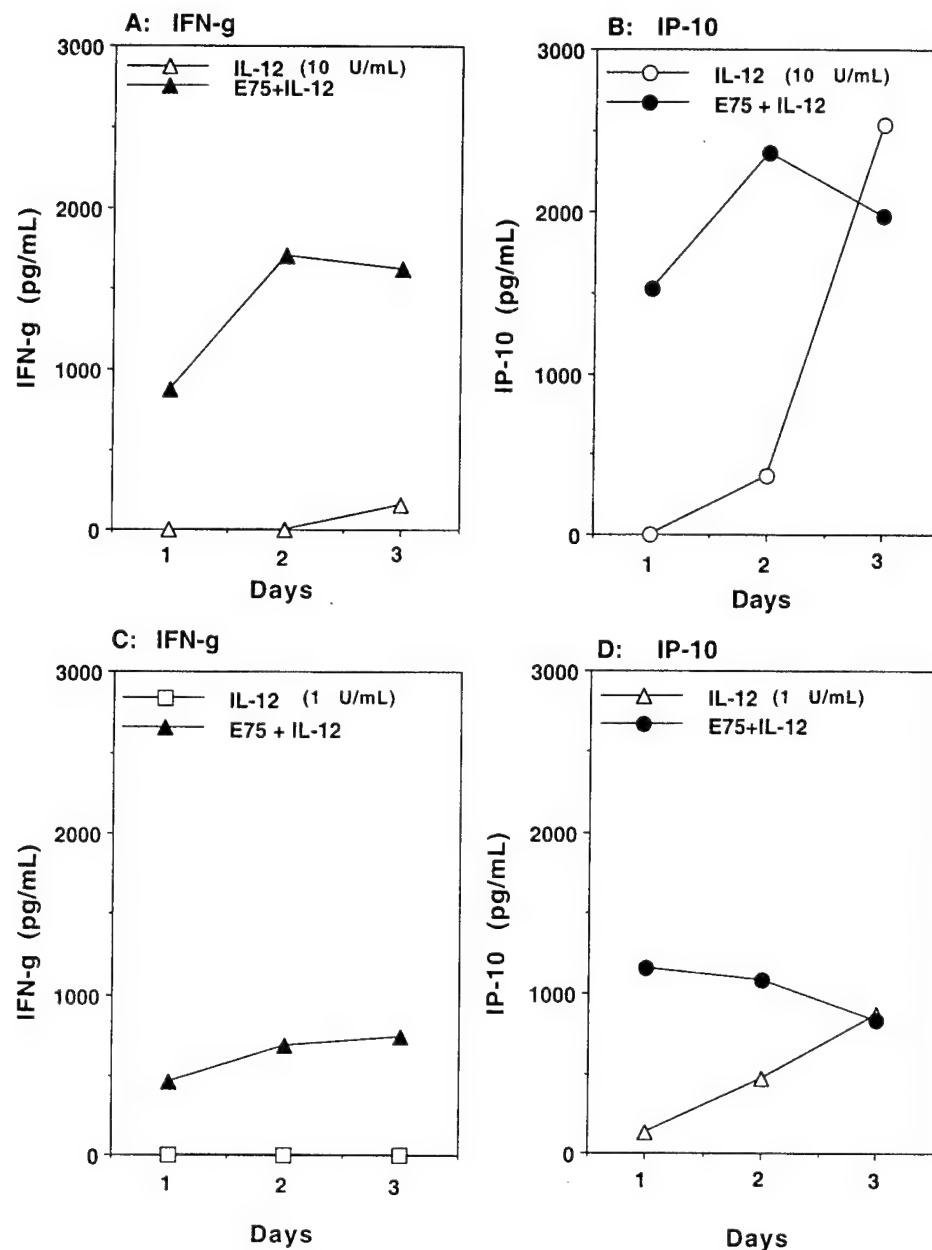 A: IFN-g
3000
2000
1000
0
IL-12 (10 U/mL)
E75+IL-12
IFN-g (pg/mL)
1 2 3
Days
B: IP-10
3000
2000
1000
0
IL-12 (10 U/mL)
E75 + IL-12
IP-10 (pg/mL)
1 2 3
Days
C: IFN-g
3000
2000
1000
0
IL-12 (1 U/mL)
E75 + IL-12
IFN-g (pg/mL)
1 2 3
Days
D: IP-10
3000
2000
1000
0
IL-12 (1 U/mL)
E75+IL-12
IP-10 (pg/mL)
1 2 3
Days